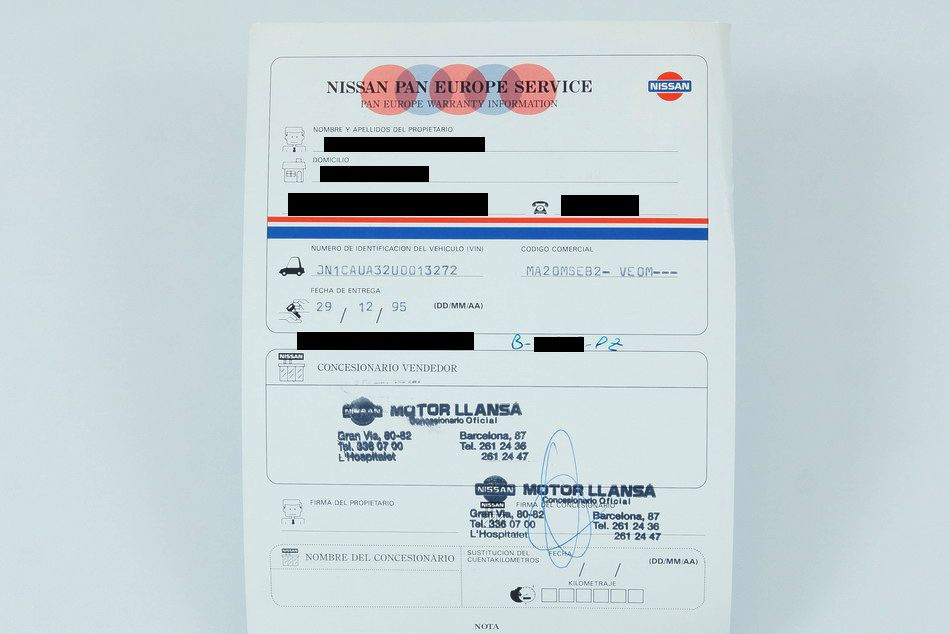 NISSAN PAN EUROPE SERVICE
PAN EUROPE WARRANTY INFORMATION
NISSAN
NOMBRE Y APELLIDOS DEL PROPIETARIO
DOMICILIO
NUMERO DE IDENTIFICACION DEL VEHICULO (VIN)
CODIGO COMERCIAL
JN1CAUA32U0013272
MA20MSEB2- VEOM---
FECHA DE ENTREGA
29 / 12 / 95 (DD/MM/AA)
B- -PZ
NISSAN
CONCESIONARIO VENDEDOR
NISSAN MOTOR LLANSÁ
Concesionario Oficial
Gran Via, 80-82 Barcelona, 87
Tel. 336 07 00 Tel. 261 24 36
L'Hospitalet 261 24 47
FIRMA DEL PROPIETARIO
NISSAN MOTOR LLANSÁ
Concesionario Oficial
NISSAN
FIRMA DEL CONCESIONARIO
Gran Via, 80-82 Barcelona, 87
Tel. 336 07 00 Tel. 261 24 36
L'Hospitalet 261 24 47
NISSAN
NOMBRE DEL CONCESIONARIO
SUSTITUCION DEL CUENTAKILOMETROS
FECHA
/ / (DD/MM/AA)
KILOMETRAJE
NOTA